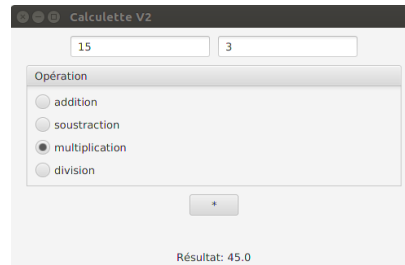 Calculette V2
15 3
Opération
addition
soustraction
multiplication
division
*
Résultat: 45.0